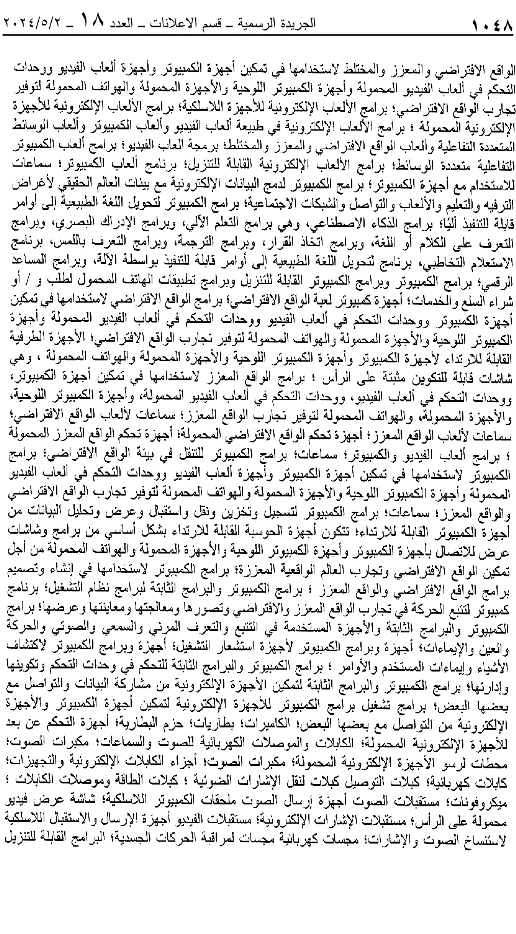 ١٠٤٨ الجريدة الرسمية – قسم الاعلانات – العدد ١٨ – ٢٠٢٤/٥/٢
الواقع الافتراضي والمعزز والمختلط لاستخدامها في تمكين أجهزة الكمبيوتر وأجهزة ألعاب الفيديو ووحدات
التحكم في ألعاب الفيديو المحمولة وأجهزة الكمبيوتر اللوحية والأجهزة المحمولة والهواتف المحمولة لتوفير
تجارب الواقع الافتراضي؛ برامج الألعاب الإلكترونية للأجهزة اللاسلكية؛ برامج الألعاب الإلكترونية للأجهزة
الإلكترونية المحمولة ؛ برامج الألعاب الإلكترونية في طبيعة ألعاب الفيديو وألعاب الكمبيوتر وألعاب الوسائط
المتعددة التفاعلية وألعاب الواقع الافتراضي والمعزز والمختلط؛ برمجة العاب الفيديو؛ برامج ألعاب الكمبيوتر
التفاعلية متعددة الوسائط؛ برامج الألعاب الإلكترونية القابلة للتنزيل؛ برنامج ألعاب الكمبيوتر؛ سماعات
للاستخدام مع أجهزة الكمبيوتر؛ برامج الكمبيوتر لدمج البيانات الإلكترونية مع بيئات العالم الحقيقي لأغراض
الترفيه والتعليم والألعاب والتواصل والشبكات الاجتماعية؛ برامج الكمبيوتر لتحويل اللغة الطبيعية إلى أوامر
قابلة للتنفيذ آليًا؛ برامج الذكاء الاصطناعي، وهي برامج التعلم الآلي، وبرامج الإدراك البصري، وبرامج
التعرف على الكلام أو اللغة، وبرامج اتخاذ القرار، وبرامج الترجمة، وبرامج التعرف باللمس، برنامج
الاستعلام التخاطبي، برنامج لتحويل اللغة الطبيعية إلى أوامر قابلة للتنفيذ بواسطة الآلة، وبرامج المساعد
الرقمي؛ برامج الكمبيوتر وبرامج الكمبيوتر القابلة للتنزيل وبرامج تطبيقات الهاتف المحمول لطلب و / أو
شراء السلع والخدمات؛ أجهزة كمبيوتر لعبة الواقع الافتراضي؛ برامج الواقع الافتراضي لاستخدامها في تمكين
أجهزة الكمبيوتر ووحدات التحكم في ألعاب الفيديو ووحدات التحكم في ألعاب الفيديو المحمولة وأجهزة
الكمبيوتر اللوحية والأجهزة المحمولة والهواتف المحمولة لتوفير تجارب الواقع الافتراضي؛ الأجهزة الطرفية
القابلة للارتداء لأجهزة الكمبيوتر وأجهزة الكمبيوتر اللوحية والأجهزة المحمولة والهواتف المحمولة ، وهي
شاشات قابلة للتكوين مثبتة على الرأس ؛ برامج الواقع المعزز لاستخدامها في تمكين أجهزة الكمبيوتر،
ووحدات التحكم في ألعاب الفيديو، ووحدات التحكم في ألعاب الفيديو المحمولة، وأجهزة الكمبيوتر اللوحية،
والأجهزة المحمولة، والهواتف المحمولة لتوفير تجارب الواقع المعزز؛ سماعات لألعاب الواقع الافتراضي؛
سماعات لألعاب الواقع المعزز؛ أجهزة تحكم الواقع الافتراضي المحمولة؛ أجهزة تحكم الواقع المعزز المحمولة
؛ برامج ألعاب الفيديو والكمبيوتر؛ سماعات؛ برامج الكمبيوتر للتنقل في بيئة الواقع الافتراضي؛ برامج
الكمبيوتر لاستخدامها في تمكين أجهزة الكمبيوتر وأجهزة ألعاب الفيديو ووحدات التحكم في ألعاب الفيديو
المحمولة وأجهزة الكمبيوتر اللوحية والأجهزة المحمولة والهواتف المحمولة لتوفير تجارب الواقع الافتراضي
والواقع المعزز؛ سماعات؛ برامج الكمبيوتر لتسجيل وتخزين ونقل واستقبال وعرض وتحليل البيانات من
أجهزة الكمبيوتر القابلة للارتداء؛ تتكون أجهزة الحوسبة القابلة للارتداء بشكل أساسي من برامج وشاشات
عرض للاتصال بأجهزة الكمبيوتر وأجهزة الكمبيوتر اللوحية والأجهزة المحمولة والهواتف المحمولة من أجل
تمكين الواقع الافتراضي وتجارب العالم الواقعية المعززة؛ برامج الكمبيوتر لاستخدامها في إنشاء وتصميم
الواقع الافتراضي والواقع المعزز ؛ برامج الكمبيوتر والبرامج الثابتة لبرامج نظام التشغيل؛ برنامج
كمبيوتر لتتبع الحركة في تجارب الواقع المعزز والافتراضي وتصورها ومعالجتها ومعاينتها وعرضها؛ برامج
الكمبيوتر والبرامج الثابتة والأجهزة المستخدمة في التتبع والتعرف المرئي والسمعي والصوتي والحركة
والعين والإيماءات؛ أجهزة وبرامج الكمبيوتر لأجهزة استشعار التشغيل؛ أجهزة وبرامج الكمبيوتر لاكتشاف
الأشياء وإيماءات المستخدم والأوامر ؛ برامج الكمبيوتر والبرامج الثابتة للتحكم في وحدات التحكم وتكوينها
وإدارتها؛ برامج الكمبيوتر والبرامج الثابتة لتمكين الأجهزة الإلكترونية من مشاركة البيانات والتواصل مع
بعضها البعض؛ برامج تشغيل برامج الكمبيوتر للأجهزة الإلكترونية لتمكين أجهزة الكمبيوتر والأجهزة
الإلكترونية من التواصل مع بعضها البعض؛ الكاميرات؛ بطاريات؛ حزم البطارية؛ أجهزة التحكم عن بعد
للأجهزة الإلكترونية المحمولة؛ الكابلات والموصلات الكهربائية للصوت والسماعات؛ مكبرات الصوت؛
محطات لرسو الأجهزة الإلكترونية المحمولة؛ مكبرات الصوت؛ أجزاء الكابلات الإلكترونية والتجهيزات؛
كابلات كهربائية؛ كبلات التوصيل كبلات لنقل الإشارات الضوئية ؛ كبلات الطاقة وموصلات الكابلات ؛
ميكروفونات؛ مستقبلات الصوت أجهزة إرسال الصوت ملحقات الكمبيوتر اللاسلكية؛ شاشة عرض فيديو
محمولة على الرأس؛ مستقبلات الإشارات الإلكترونية؛ مستقبلات الفيديو أجهزة الإرسال والاستقبال اللاسلكية
لاستنساخ الصوت والإشارات؛ مجسات كهربائية مجسات لمراقبة الحركات الجسدية؛ البرامج القابلة للتنزيل